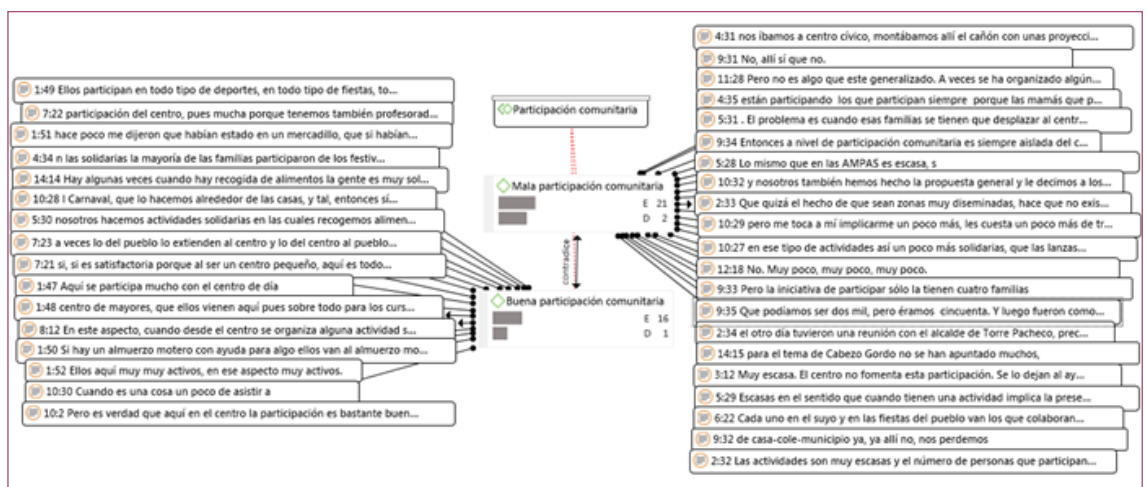 1:49 Ellos participan en todo tipo de deportes, en todo tipo de fiestas, to...
7:22 participación del centro, pues mucha porque tenemos también profesorad...
1:51 hace poco me dijeron que habían estado en un mercadillo, que si habían...
4:34 n las solidarias la mayoría de las familias participaron de los festiv...
14:14 Hay algunas veces cuando hay recogida de alimentos la gente es muy sol...
10:28 l Carnaval, que lo hacemos alrededor de las casas, y tal, entonces sí...
5:30 nosotros hacemos actividades solidarias en las cuales recogemos alimen...
7:23 a veces lo del pueblo lo extienden al centro y lo del centro al pueblo...
7:21 si, si es satisfactoria porque al ser un centro pequeño, aquí es todo...
1:47 Aquí se participa mucho con el centro de día
1:48 centro de mayores, que ellos vienen aquí pues sobre todo para los curs...
8:12 En este aspecto, cuando desde el centro se organiza alguna actividad s...
1:50 Si hay un almuerzo motero con ayuda para algo ellos van al almuerzo mo...
1:52 Ellos aquí muy muy activos, en ese aspecto muy activos.
10:30 Cuando es una cosa un poco de asistir a
10:2 Pero es verdad que aquí en el centro la participación es bastante buen...
Participación comunitaria
Mala participación comunitaria
E 21
D 2
contradice
Buena participación comunitaria
E 16
D 1
4:31 nos íbamos a centro cívico, montábamos allí el cañón con unas proyecci...
9:31 No, allí sí que no.
11:28 Pero no es algo que este generalizado. A veces se ha organizado algún...
4:35 están participando los que participan siempre porque las mamás que p...
5:31 . El problema es cuando esas familias se tienen que desplazar al centr...
9:34 Entonces a nivel de participación comunitaria es siempre aislada del c...
5:28 Lo mismo que en las AMPAS es escasa, s
10:32 y nosotros también hemos hecho la propuesta general y le decimos a los...
2:33 Que quizá el hecho de que sean zonas muy diseminadas, hace que no exis...
10:29 pero me toca a mí implicarme un poco más, les cuesta un poco más de tr...
10:27 en ese tipo de actividades así un poco más solidarias, que las lanzas...
12:18 No. Muy poco, muy poco, muy poco.
9:33 Pero la iniciativa de participar sólo la tienen cuatro familias
9:35 Que podíamos ser dos mil, pero éramos cincuenta. Y luego fueron como...
2:34 el otro día tuvieron una reunión con el alcalde de Torre Pacheco, prec...
14:15 para el tema de Cabezo Gordo no se han apuntado muchos,
3:12 Muy escasa. El centro no fomenta esta participación. Se lo dejan al ay...
5:29 Escasas en el sentido que cuando tienen una actividad implica la prese...
6:22 Cada uno en el suyo y en las fiestas del pueblo van los que colaboran...
9:32 de casa-cole-municipio ya, ya allí no, nos perdemos
2:32 Las actividades son muy escasas y el número de personas que participan...